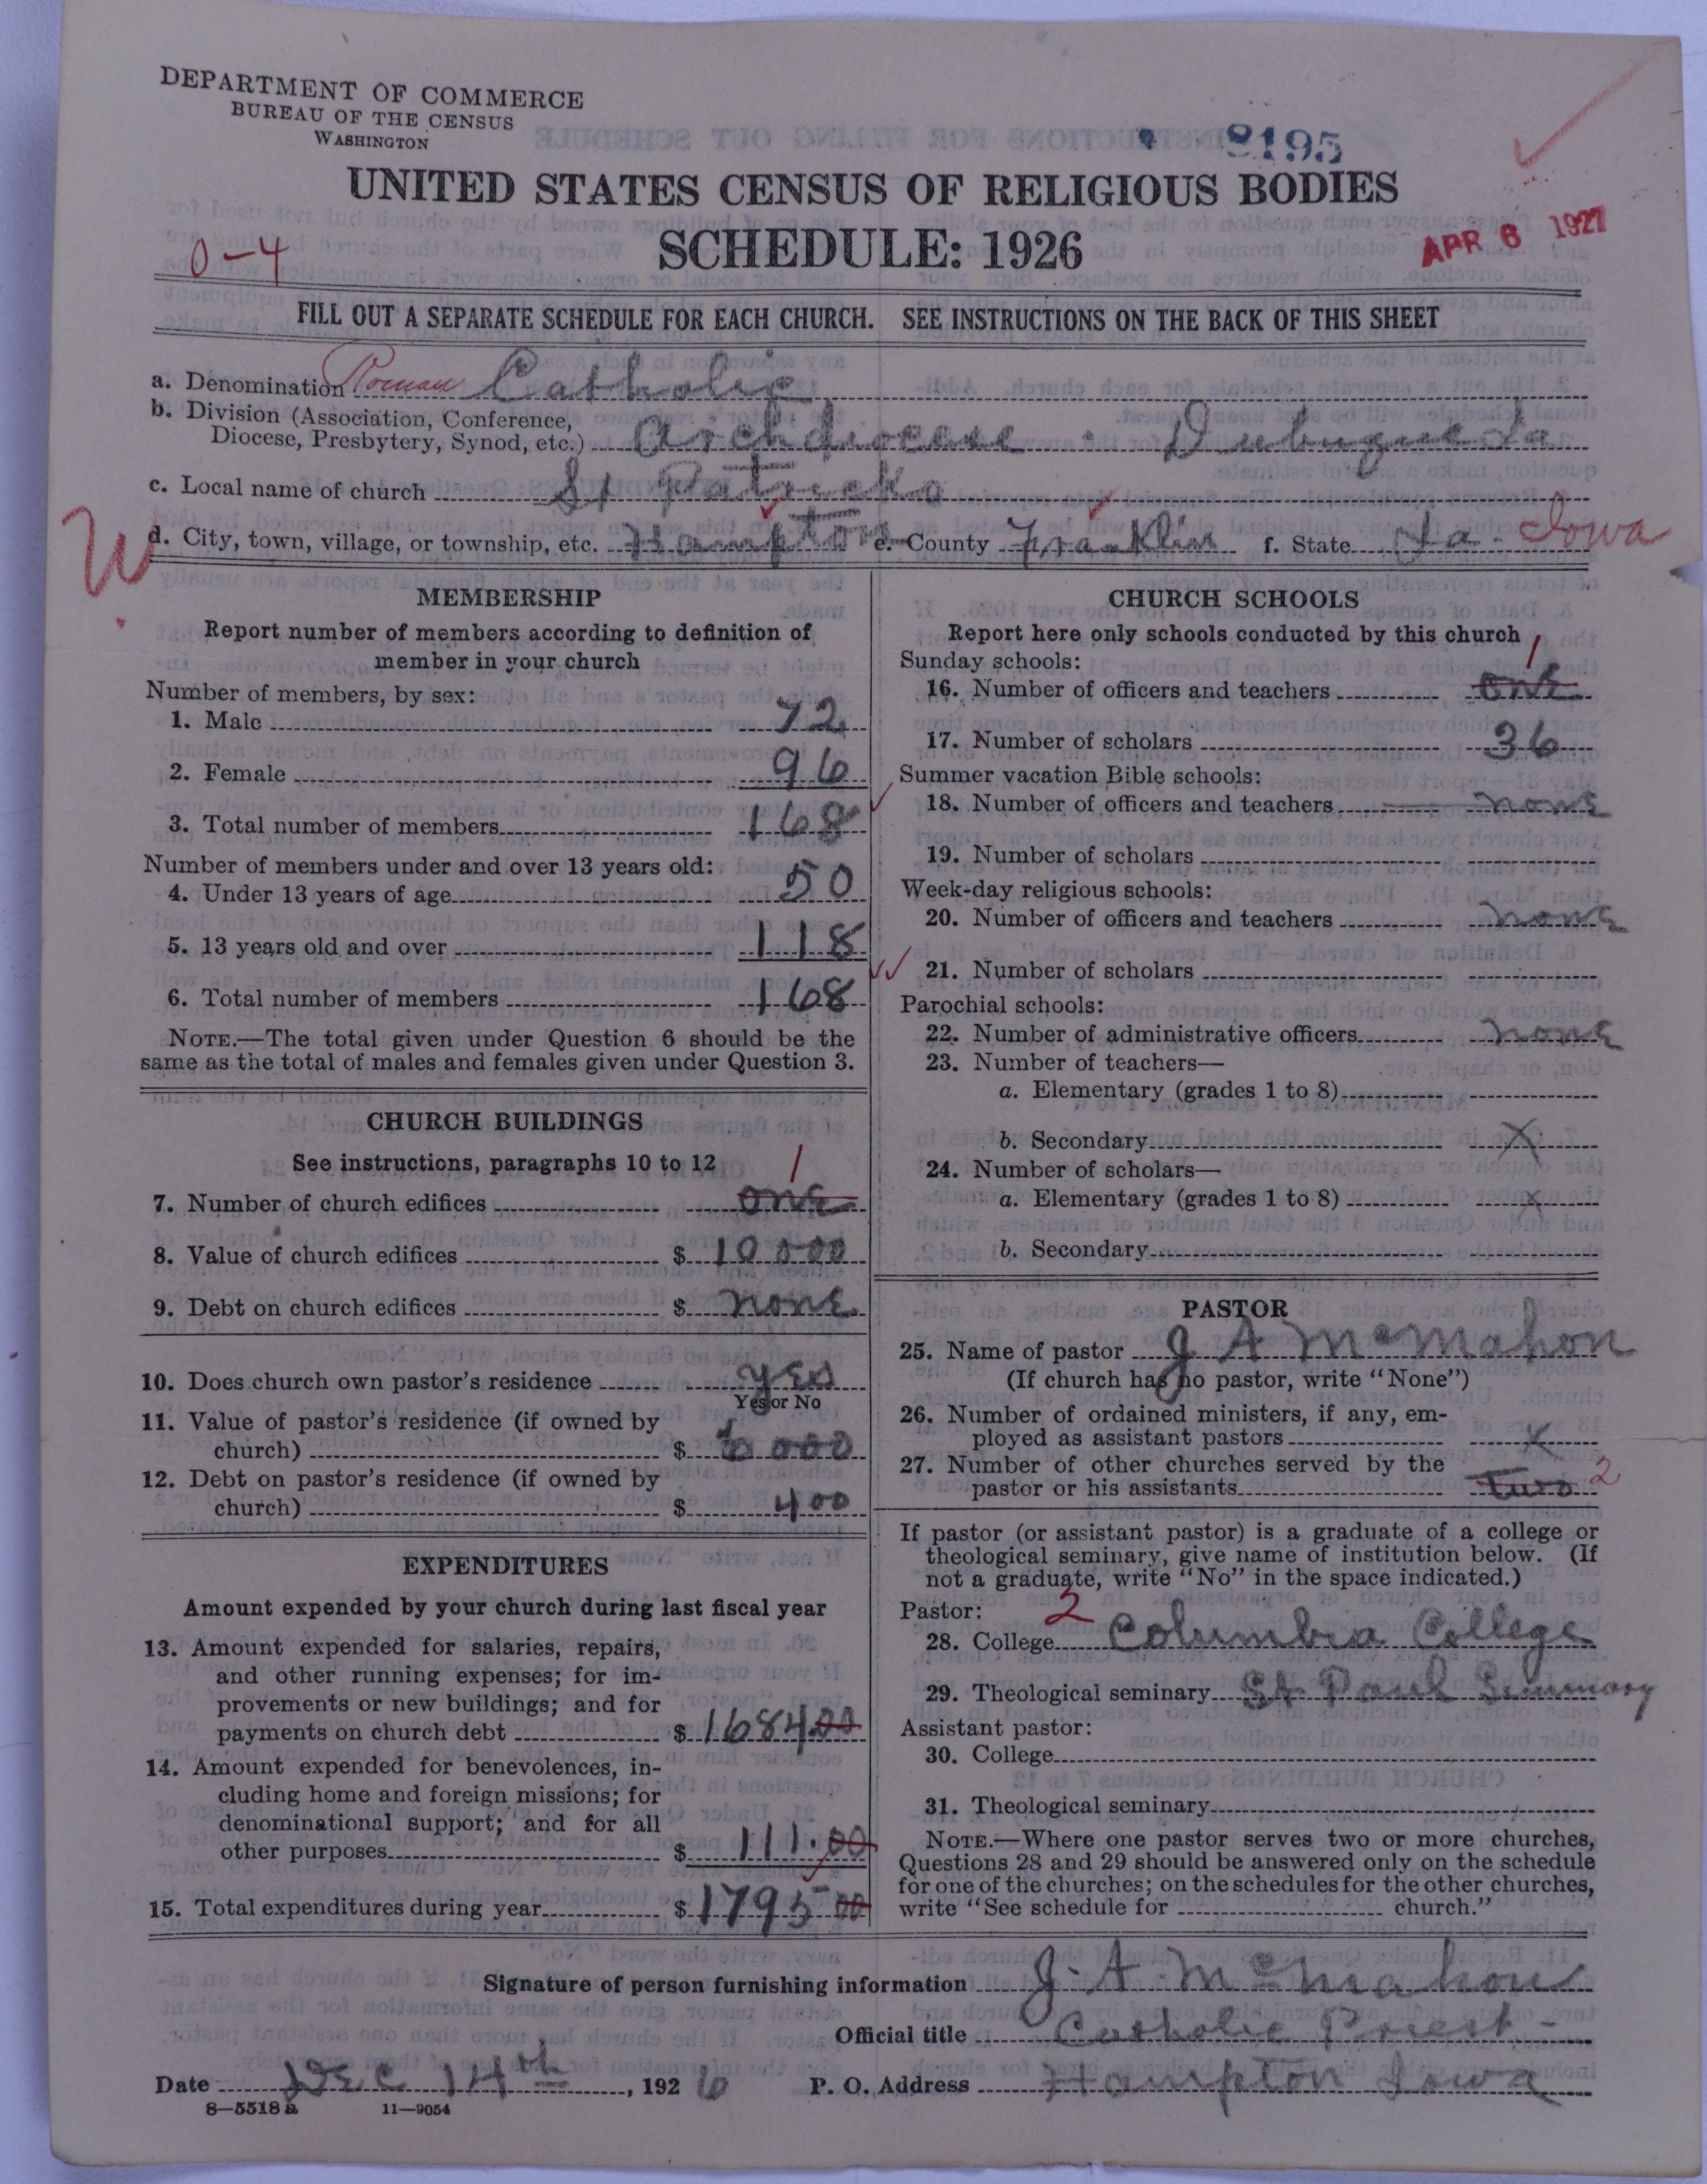 DEPARTMENT OF COMMERCE
BUREAU OF THE CENSUS
WASHINGTON
8195
UNITED STATES CENSUS OF RELIGIOUS BODIES
SCHEDULE: 1926
APR 6 1927
0-4
FILL OUT A SEPARATE SCHEDULE FOR EACH CHURCH. SEE INSTRUCTIONS ON THE BACK OF THIS SHEET
a. Denomination Roman Catholic
b. Division (Association, Conference,
Diocese, Presbytery, Synod, etc.) Archdiocese - Dubuque Ia
c. Local name of church St Patricks
W d. City, town, village, or township, etc. Hampton e. County Franklin f. State Ia. Iowa
MEMBERSHIP
Report number of members according to definition of
member in your church
Number of members, by sex:
1. Male 72
2. Female 96
3. Total number of members 168
Number of members under and over 13 years old:
4. Under 13 years of age 50
5. 13 years old and over 118
6. Total number of members 168
NOTE.—The total given under Question 6 should be the
same as the total of males and females given under Question 3.
CHURCH BUILDINGS
See instructions, paragraphs 10 to 12
1
7. Number of church edifices one
8. Value of church edifices $ 10 000
9. Debt on church edifices $ none
10. Does church own pastor's residence yes
Yes or No
11. Value of pastor's residence (if owned by
church) $ 6 000
12. Debt on pastor's residence (if owned by
church) $ 400
EXPENDITURES
Amount expended by your church during last fiscal year
13. Amount expended for salaries, repairs,
and other running expenses; for im-
provements or new buildings; and for
payments on church debt $ 1684 00
14. Amount expended for benevolences, in-
cluding home and foreign missions; for
denominational support; and for all
other purposes $ 111.00
15. Total expenditures during year $ 1795 00
CHURCH SCHOOLS
Report here only schools conducted by this church
Sunday schools:
1
16. Number of officers and teachers one
17. Number of scholars 36
Summer vacation Bible schools:
18. Number of officers and teachers none
19. Number of scholars
Week-day religious schools:
20. Number of officers and teachers none
21. Number of scholars
Parochial schools:
22. Number of administrative officers none
23. Number of teachers—
a. Elementary (grades 1 to 8)
b. Secondary X
24. Number of scholars—
a. Elementary (grades 1 to 8) x
b. Secondary
PASTOR
25. Name of pastor J A McMahon
(If church has no pastor, write "None")
26. Number of ordained ministers, if any, em-
ployed as assistant pastors X
27. Number of other churches served by the
pastor or his assistants two 2
If pastor (or assistant pastor) is a graduate of a college or
theological seminary, give name of institution below. (If
not a graduate, write "No" in the space indicated.)
Pastor: 2
28. College Columbia College
29. Theological seminary St Paul Seminary
Assistant pastor:
30. College
31. Theological seminary
NOTE.—Where one pastor serves two or more churches,
Questions 28 and 29 should be answered only on the schedule
for one of the churches; on the schedules for the other churches,
write "See schedule for church."
Signature of person furnishing information J. A. McMahon
Official title Catholic Priest -
Date Dec 14th, 1926 P. O. Address Hampton Iowa
8—5518 a 11—9054